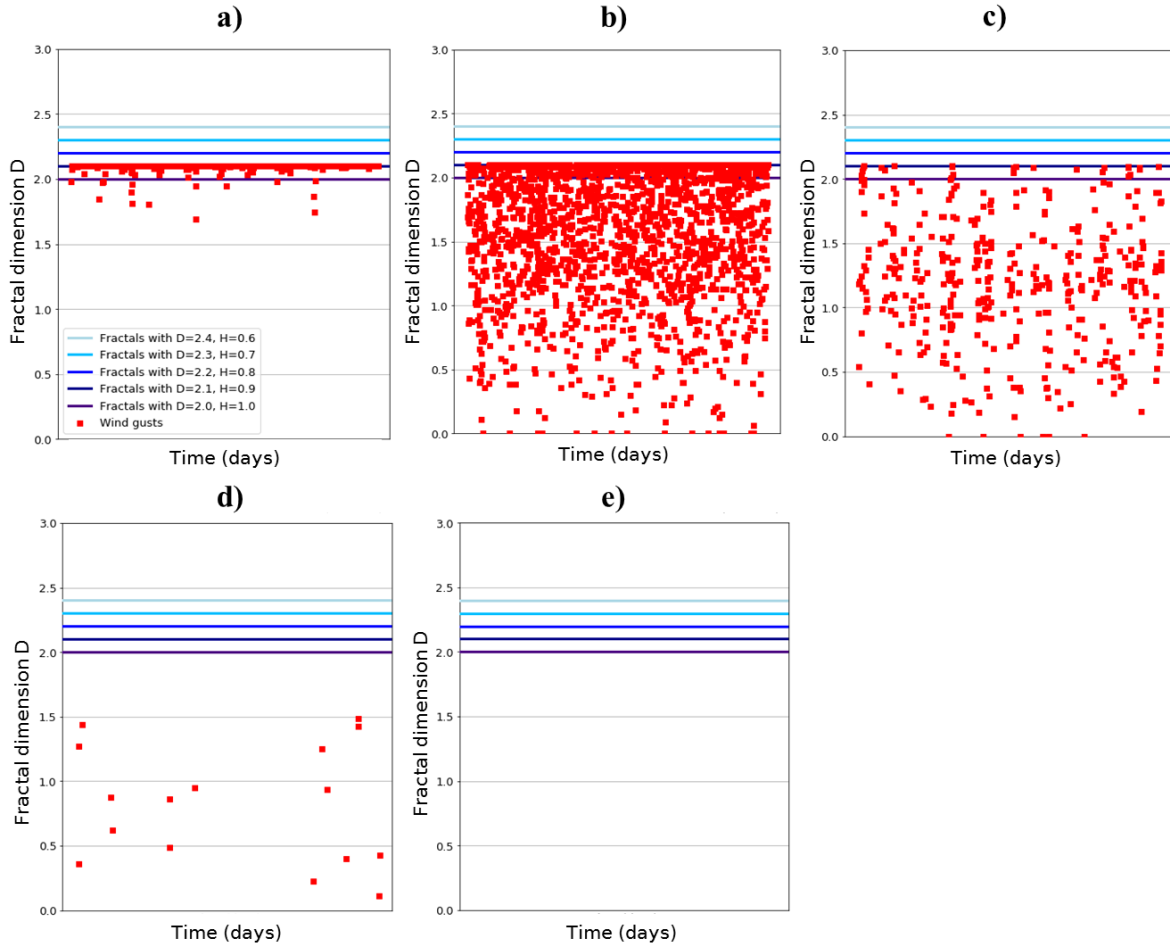 a)
b)
c)
Fractal dimension D
3.0
2.5
2.0
1.5
1.0
0.5
0.0
Fractals with D=2.4, H=0.6
Fractals with D=2.3, H=0.7
Fractals with D=2.2, H=0.8
Fractals with D=2.1, H=0.9
Fractals with D=2.0, H=1.0
Wind gusts
Time (days)
Fractal dimension D
3.0
2.5
2.0
1.5
1.0
0.5
0.0
Time (days)
Fractal dimension D
3.0
2.5
2.0
1.5
1.0
0.5
0.0
Time (days)
d)
e)
Fractal dimension D
3.0
2.5
2.0
1.5
1.0
0.5
0.0
Time (days)
Fractal dimension D
3.0
2.5
2.0
1.5
1.0
0.5
0.0
Time (days)